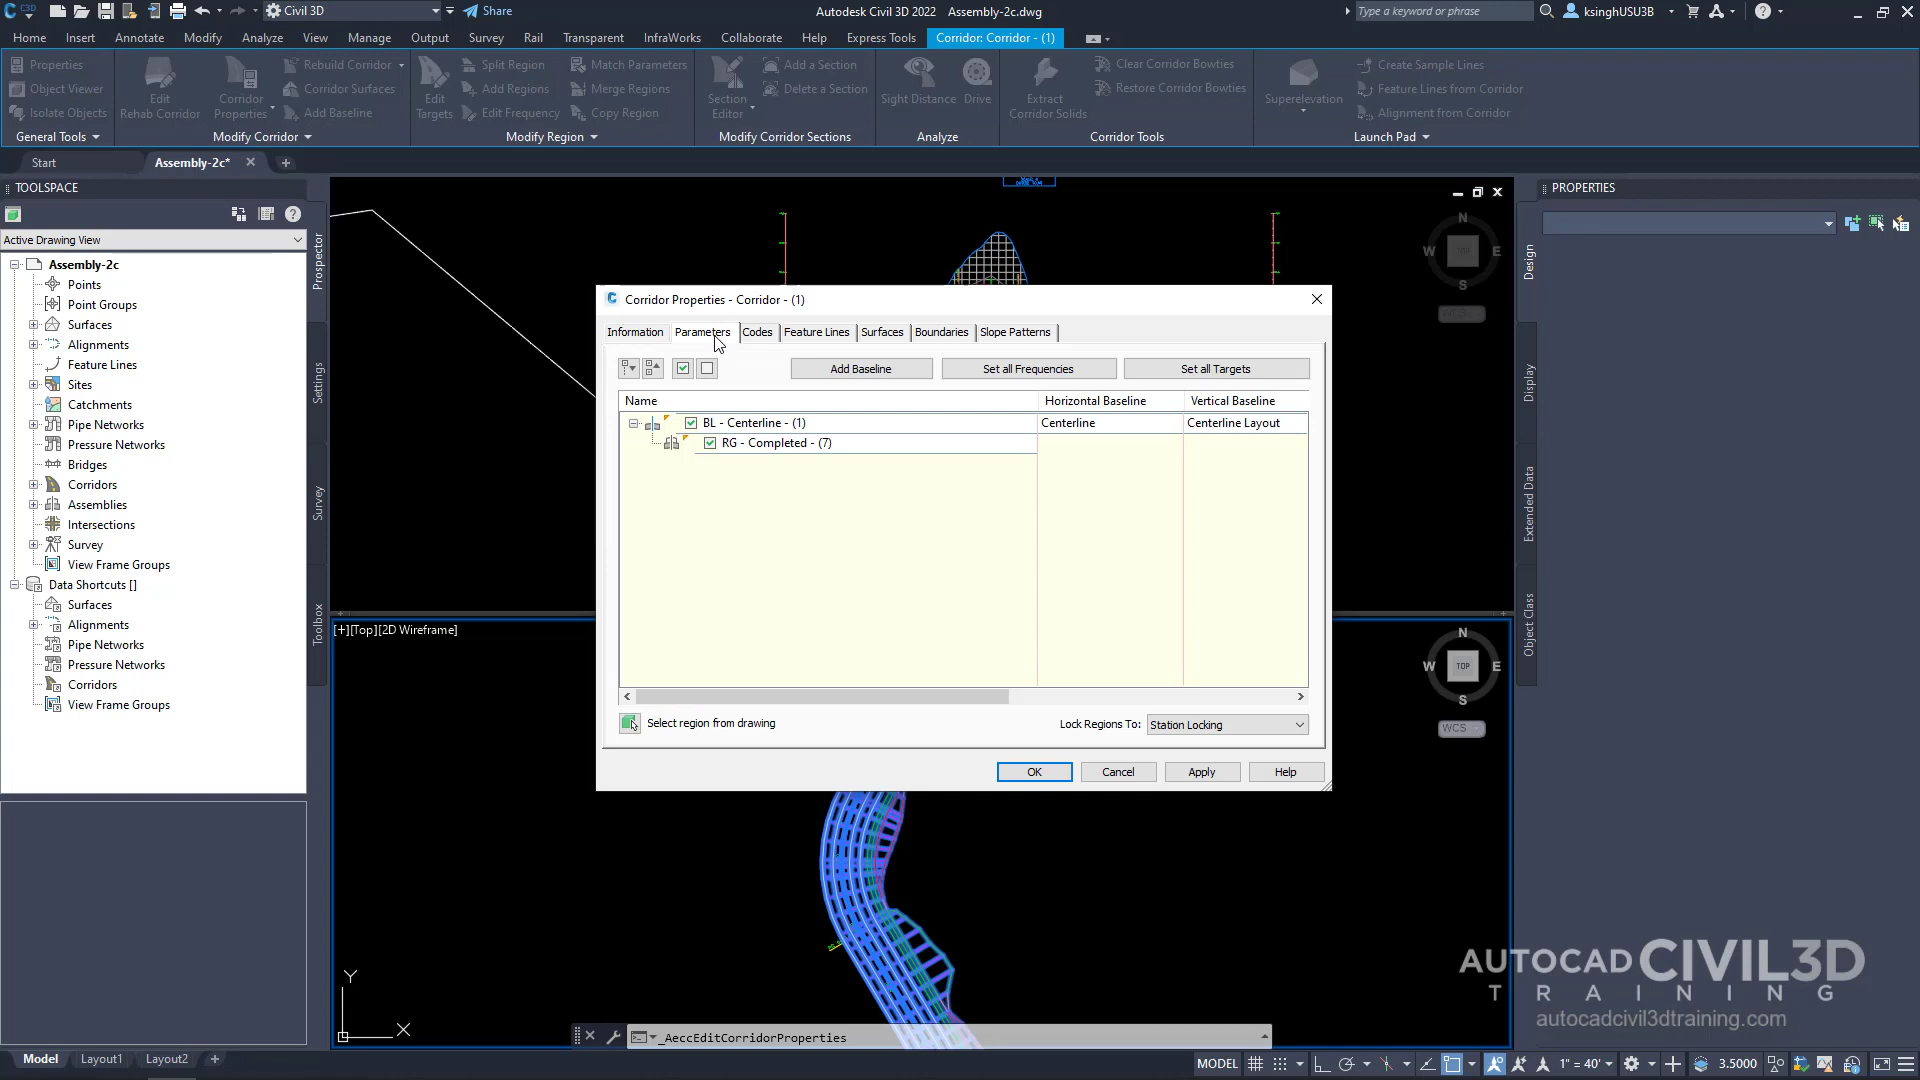 Civil 3D
Share
Autodesk Civil 3D 2022 Assembly-2c.dwg
Type a keyword or phrase
ksinghUSU3B
Home Insert Annotate Modify Analyze View Manage Output Survey Rail Transparent InfraWorks Collaborate Help Express Tools Corridor: Corridor - (1)
Properties
Object Viewer
Isolate Objects
General Tools
Edit
Rehab Corridor
Corridor
Properties
Rebuild Corridor
Corridor Surfaces
Add Baseline
Modify Corridor
Edit
Targets
Split Region
Add Regions
Edit Frequency
Match Parameters
Merge Regions
Copy Region
Modify Region
Section
Editor
Add a Section
Delete a Section
Modify Corridor Sections
Sight Distance
Drive
Analyze
Extract
Corridor Solids
Clear Corridor Bowties
Restore Corridor Bowties
Corridor Tools
Superelevation
Create Sample Lines
Feature Lines from Corridor
Alignment from Corridor
Launch Pad
Start
Assembly-2c*
TOOLSPACE
Active Drawing View
Assembly-2c
Points
Point Groups
Surfaces
Alignments
Feature Lines
Sites
Catchments
Pipe Networks
Pressure Networks
Bridges
Corridors
Assemblies
Intersections
Survey
View Frame Groups
Data Shortcuts []
Surfaces
Alignments
Pipe Networks
Pressure Networks
Corridors
View Frame Groups
Prospector
Settings
Survey
Toolbox
N
W TOP E
S
Corridor Properties - Corridor - (1)
Information Parameters Codes Feature Lines Surfaces Boundaries Slope Patterns
Add Baseline
Set all Frequencies
Set all Targets
Name Horizontal Baseline Vertical Baseline
BL - Centerline - (1) Centerline Centerline Layout
RG - Completed - (7)
Select region from drawing
Lock Regions To: Station Locking
OK Cancel Apply Help
[+][Top][2D Wireframe]
N
W TOP E
S
WCS
Y
X
_AeccEditCorridorProperties
PROPERTIES
Design
Display
Extended Data
Object Class
AUTOCAD CIVIL3D
TRAINING
autocadcivil3dtraining.com
Model Layout1 Layout2
MODEL
1" = 40'
3.5000